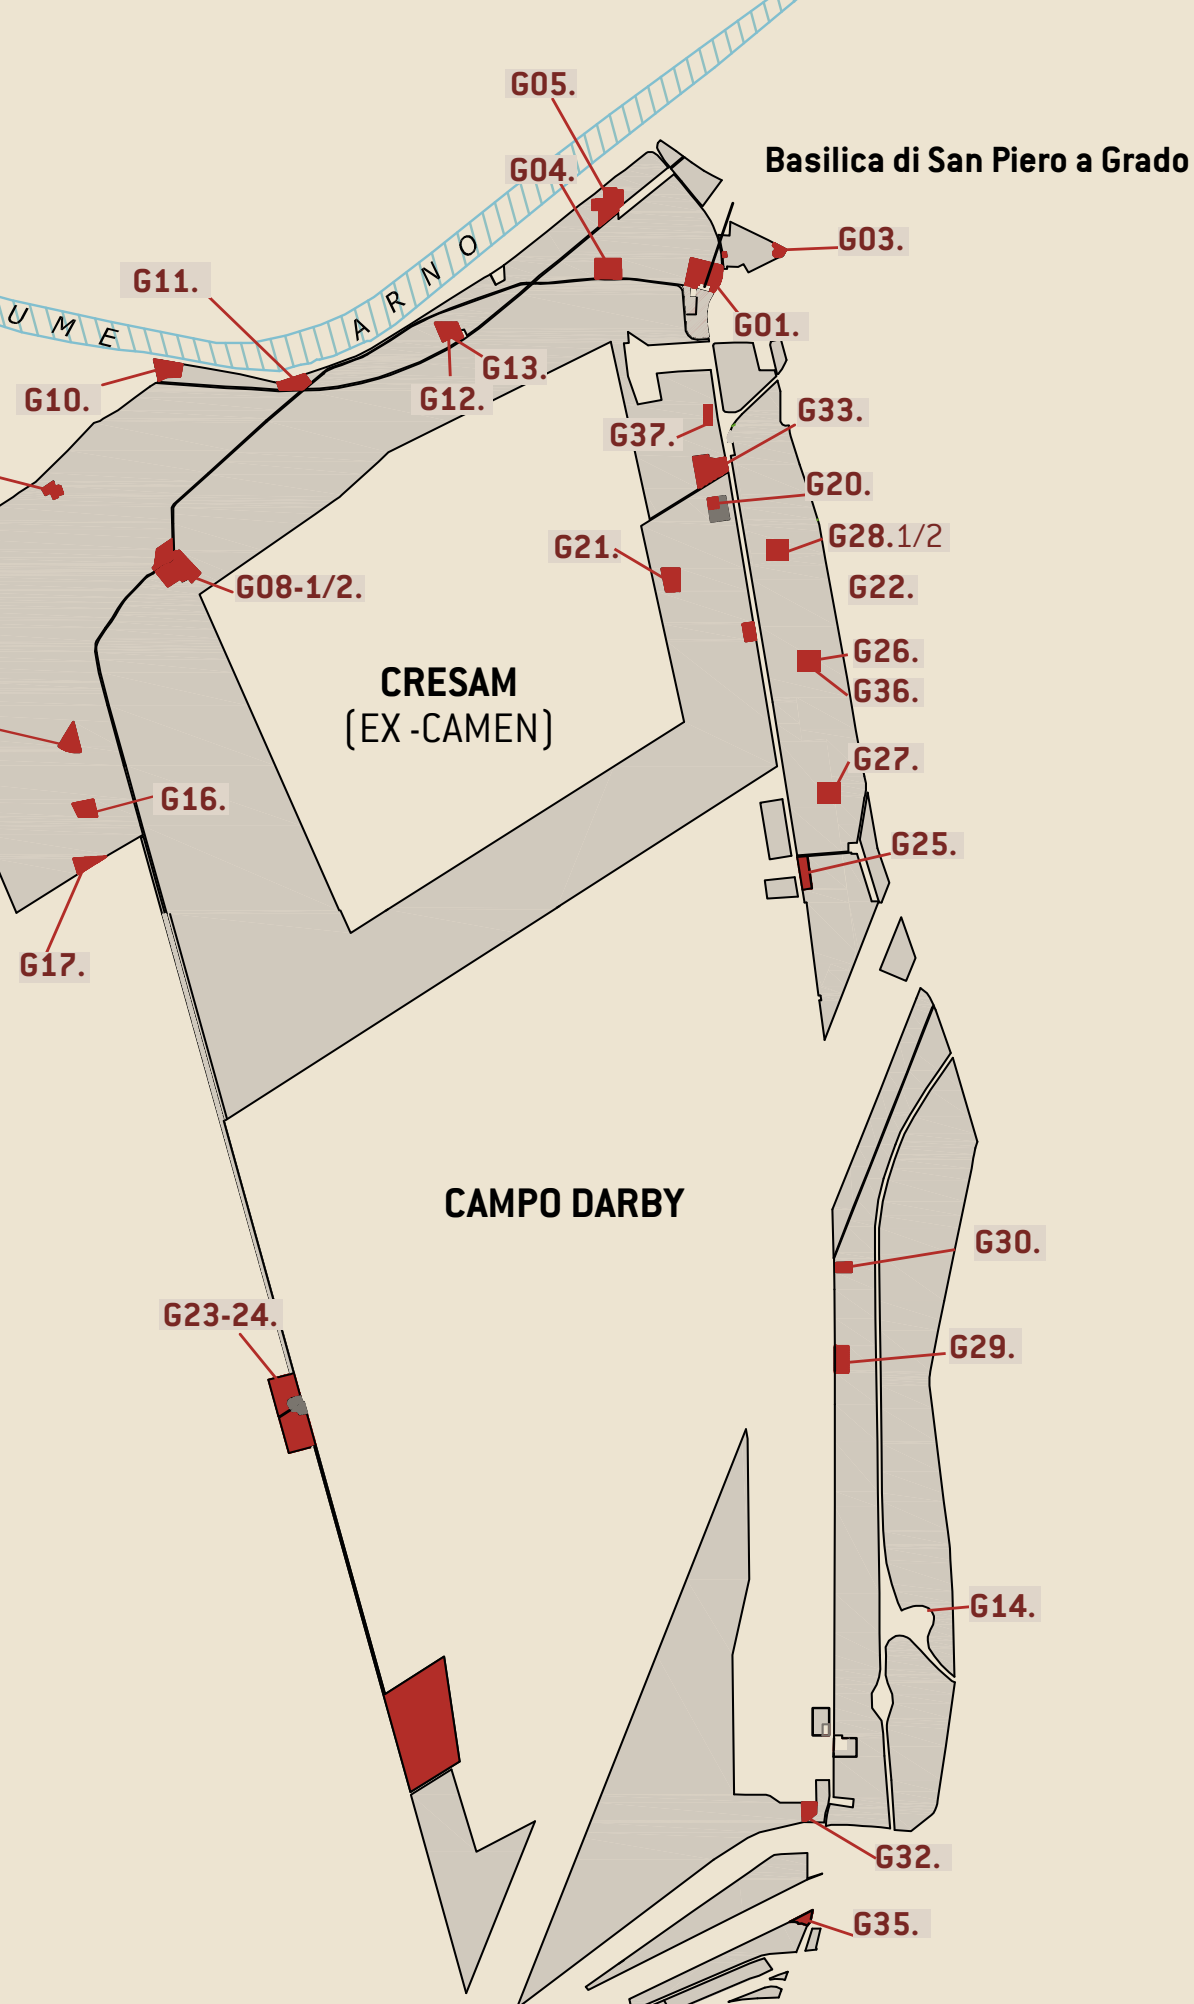 G05.
Basilica di San Piero a Grado
G04.
G03.
ARNO
G11.
UME
G01.
G13.
G10.
G12.
G33.
G37.
G20.
G28.1/2
G21.
G08-1/2.
G22.
G26.
CRESAM
G36.
(EX -CAMEN)
G27.
G16.
G25.
G17.
CAMPO DARBY
G30.
G23-24.
G29.
G14.
G32.
G35.